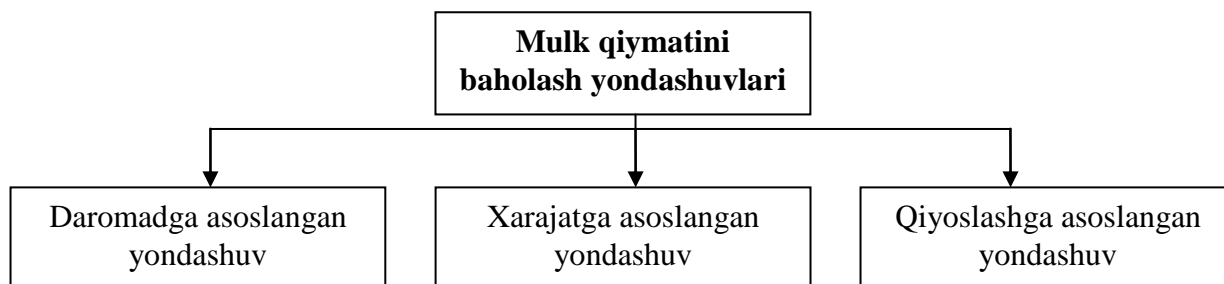 Mulk qiymatini
baholash yondashuvlari
Daromadga asoslangan
yondashuv
Xarajatga asoslangan
yondashuv
Qiyoslashga asoslangan
yondashuv